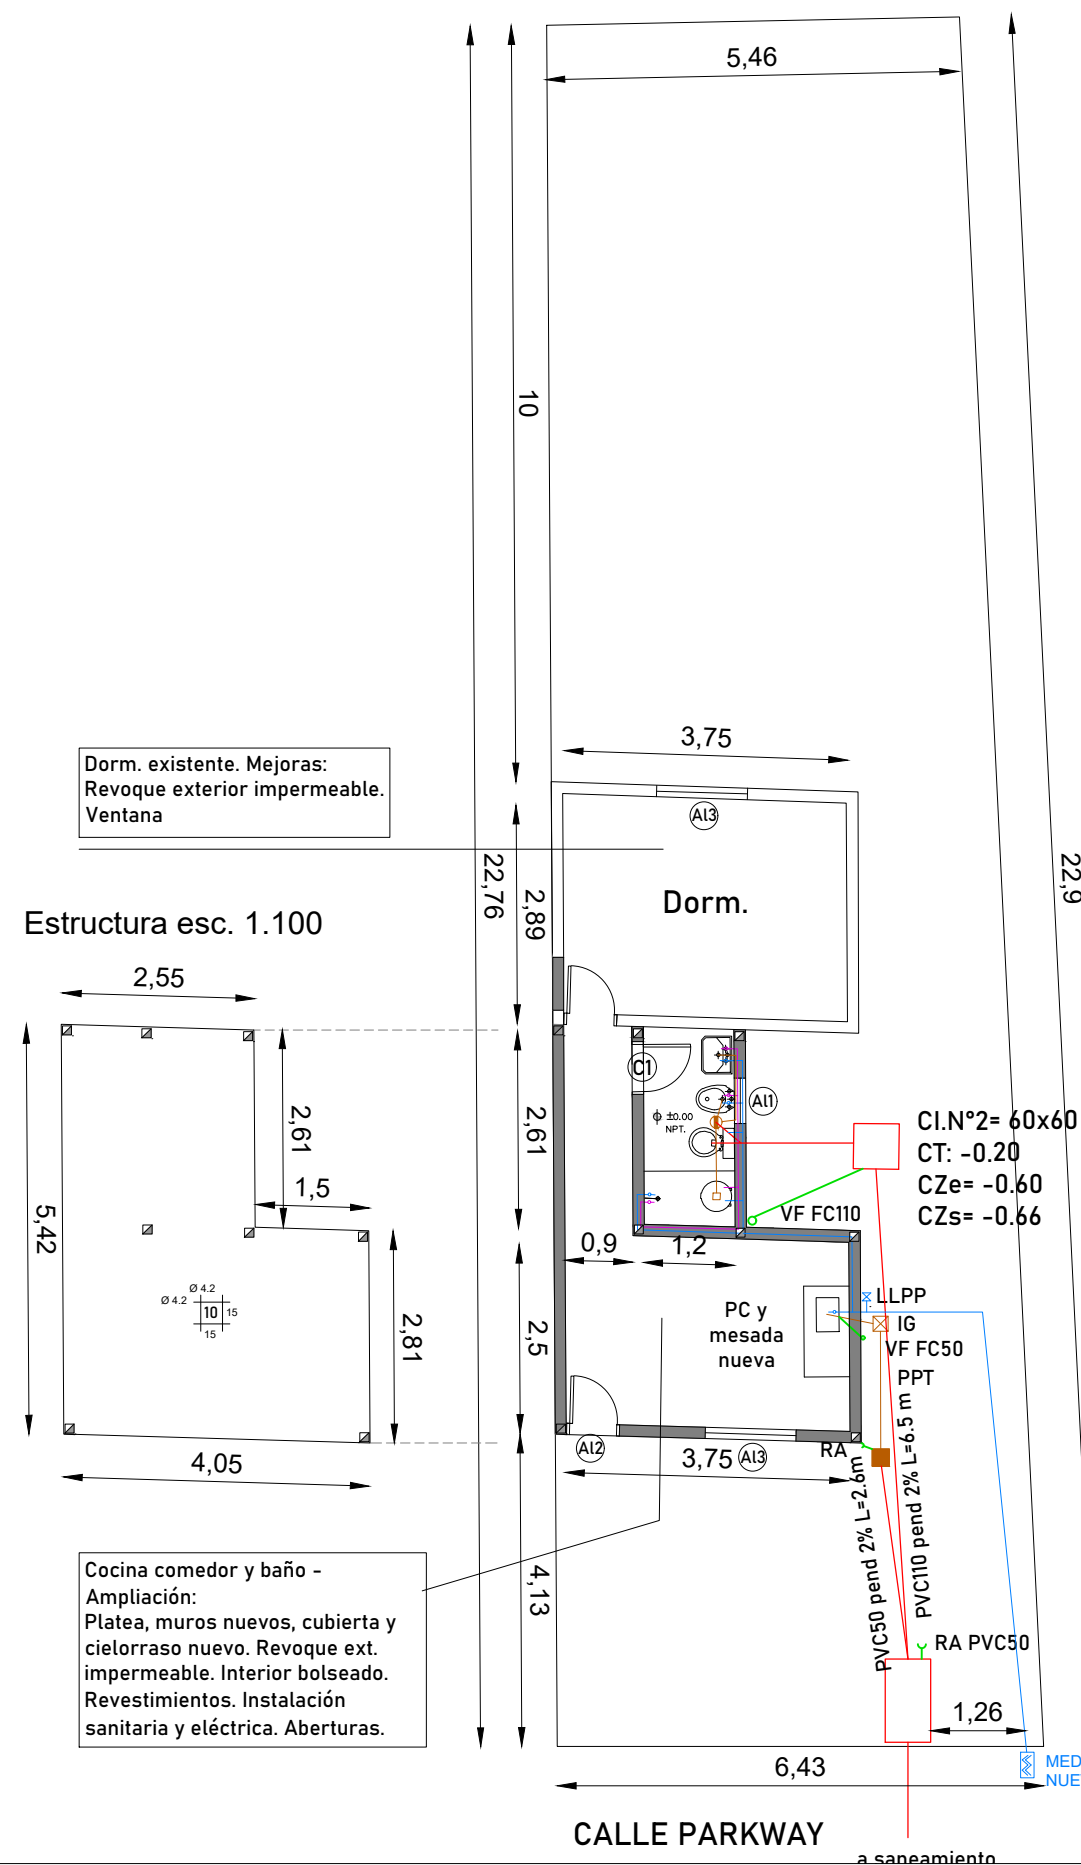 5,46
10
3,75
Dorm. existente. Mejoras:
Revoque exterior impermeable.
Ventana
Al3
22,76
2,89
22,9
Dorm.
Estructura esc. 1.100
2,55
C1
Al1
±0.00
NPT.
CI.N°2= 60x60
CT: -0.20
CZe= -0.60
CZs= -0.66
2,61
2,61
1,5
5,42
VF FC110
0,9
1,2
Ø 4.2
Ø 4.2
10
15
15
2,81
2,5
PC y
mesada
nueva
LLPP
IG
VF FC50
PPT
RA
Al2
3,75
Al3
4,05
PVC50 pend 2% L=2.6m
PVC110 pend 2% L=6.5 m
Cocina comedor y baño -
Ampliación:
Platea, muros nuevos, cubierta y
cielorraso nuevo. Revoque ext.
impermeable. Interior bolseado.
Revestimientos. Instalación
sanitaria y eléctrica. Aberturas.
4,13
RA PVC50
1,26
6,43
MED
NUE
CALLE PARKWAY
a saneamiento